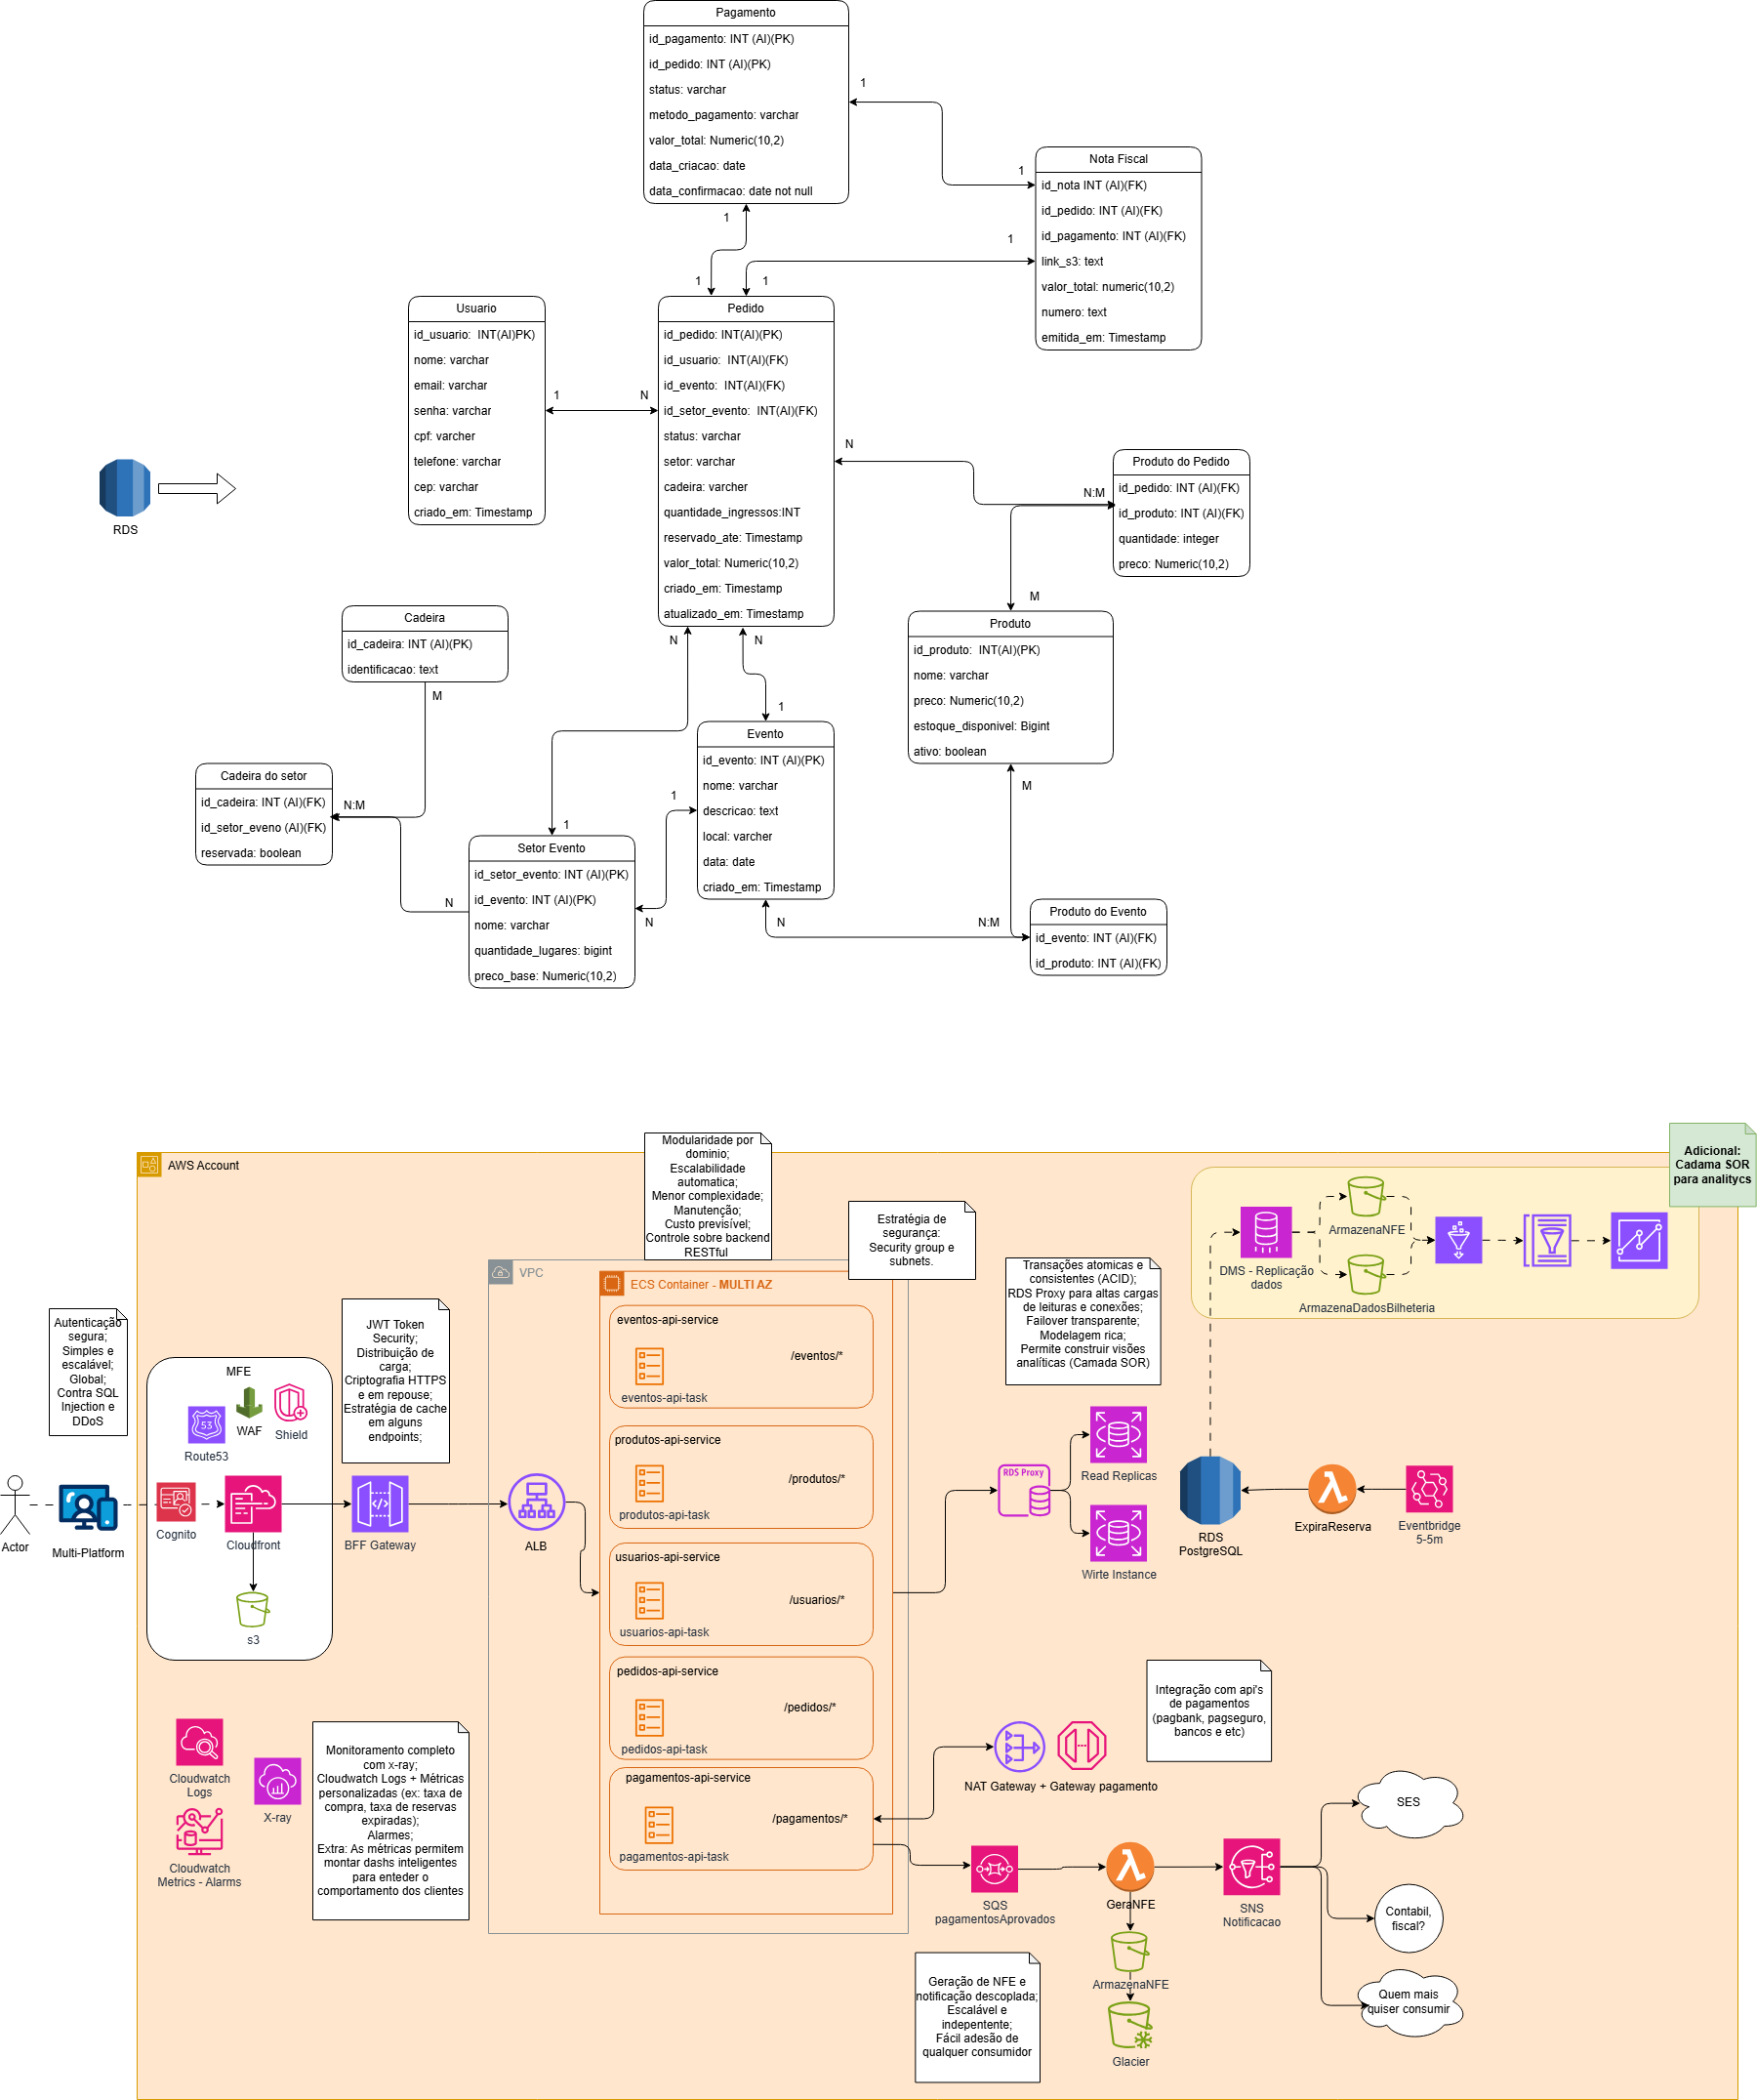 Pagamento
id_pagamento: INT (AI)(PK)
id_pedido: INT (AI)(PK)
status: varchar
metodo_pagamento: varchar
valor_total: Numeric(10,2)
data_criacao: date
data_confirmacao: date not null
1
1
Nota Fiscal
id_nota INT (AI)(FK)
id_pedido: INT (AI)(FK)
id_pagamento: INT (AI)(FK)
link_s3: text
valor_total: numeric(10,2)
numero: text
emitida_em: Timestamp
1
1
1
1
Usuario
id_usuario:  INT(AI)PK)
nome: varchar
email: varchar
senha: varchar
cpf: varcher
telefone: varchar
cep: varchar
criado_em: Timestamp
1
N
Pedido
id_pedido: INT(AI)(PK)
id_usuario:  INT(AI)(FK)
id_evento:  INT(AI)(FK)
id_setor_evento:  INT(AI)(FK)
status: varchar
setor: varchar
cadeira: varcher
quantidade_ingressos:INT
reservado_ate: Timestamp
valor_total: Numeric(10,2)
criado_em: Timestamp
atualizado_em: Timestamp
N
N:M
Produto do Pedido
id_pedido: INT (AI)(FK)
id_produto: INT (AI)(FK)
quantidade: integer
preco: Numeric(10,2)
RDS
M
Produto
id_produto:  INT(AI)(PK)
nome: varchar
preco: Numeric(10,2)
estoque_disponivel: Bigint
ativo: boolean
M
Cadeira
id_cadeira: INT (AI)(PK)
identificacao: text
M
N
N
1
Evento
id_evento: INT (AI)(PK)
nome: varchar
descricao: text
local: varcher
data: date
criado_em: Timestamp
Cadeira do setor
id_cadeira: INT (AI)(FK)
id_setor_eveno (AI)(FK)
reservada: boolean
N:M
N
1
1
N
Setor Evento
id_setor_evento: INT (AI)(PK)
id_evento: INT (AI)(PK)
nome: varchar
quantidade_lugares: bigint
preco_base: Numeric(10,2)
N
N:M
Produto do Evento
id_evento: INT (AI)(FK)
id_produto: INT (AI)(FK)
AWS Account
Modularidade por
dominio;
Escalabilidade
automatica;
Menor complexidade;
Manutenção;
Custo previsível;
Controle sobre backend
RESTful
Estratégia de
segurança:
Security group e
subnets.
Adicional:
Cadama SOR
para analitycs
ArmazenaNFE
DMS - Replicação
dados
ArmazenaDadosBilheteria
Transações atomicas e
consistentes (ACID);
RDS Proxy para altas cargas
de leituras e conexões;
Failover transparente;
Modelagem rica;
Permite construir visões
analíticas (Camada SOR)
VPC
ECS Container - MULTI AZ
eventos-api-service
/eventos/*
eventos-api-task
produtos-api-service
/produtos/*
produtos-api-task
usuarios-api-service
/usuarios/*
usuarios-api-task
pedidos-api-service
/pedidos/*
pedidos-api-task
pagamentos-api-service
/pagamentos/*
pagamentos-api-task
Autenticação
segura;
Simples e
escalável;
Global;
Contra SQL
Injection e
DDoS
JWT Token
Security;
Distribuição de
carga;
Criptografia HTTPS
e em repouse;
Estratégia de cache
em alguns
endpoints;
MFE
53
Route53
WAF
Shield
Actor
Multi-Platform
Cognito
Cloudfront
s3
BFF Gateway
ALB
RDS Proxy
Read Replicas
Wirte Instance
RDS
PostgreSQL
ExpiraReserva
Eventbridge
5-5m
Integração com api's
de pagamentos
(pagbank, pagseguro,
bancos e etc)
NAT Gateway + Gateway pagamento
Cloudwatch
Logs
X-ray
Cloudwatch
Metrics - Alarms
Monitoramento completo
com x-ray;
Cloudwatch Logs + Métricas
personalizadas (ex: taxa de
compra, taxa de reservas
expiradas);
Alarmes;
Extra: As métricas permitem
montar dashs inteligentes
para enteder o
comportamento dos clientes
SQS
pagamentosAprovados
GeraNFE
SNS
Notificacao
SES
Contabil,
fiscal?
Quem mais
quiser consumir
ArmazenaNFE
Glacier
Geração de NFE e
notificação descoplada;
Escalável e
indepentente;
Fácil adesão de
qualquer consumidor